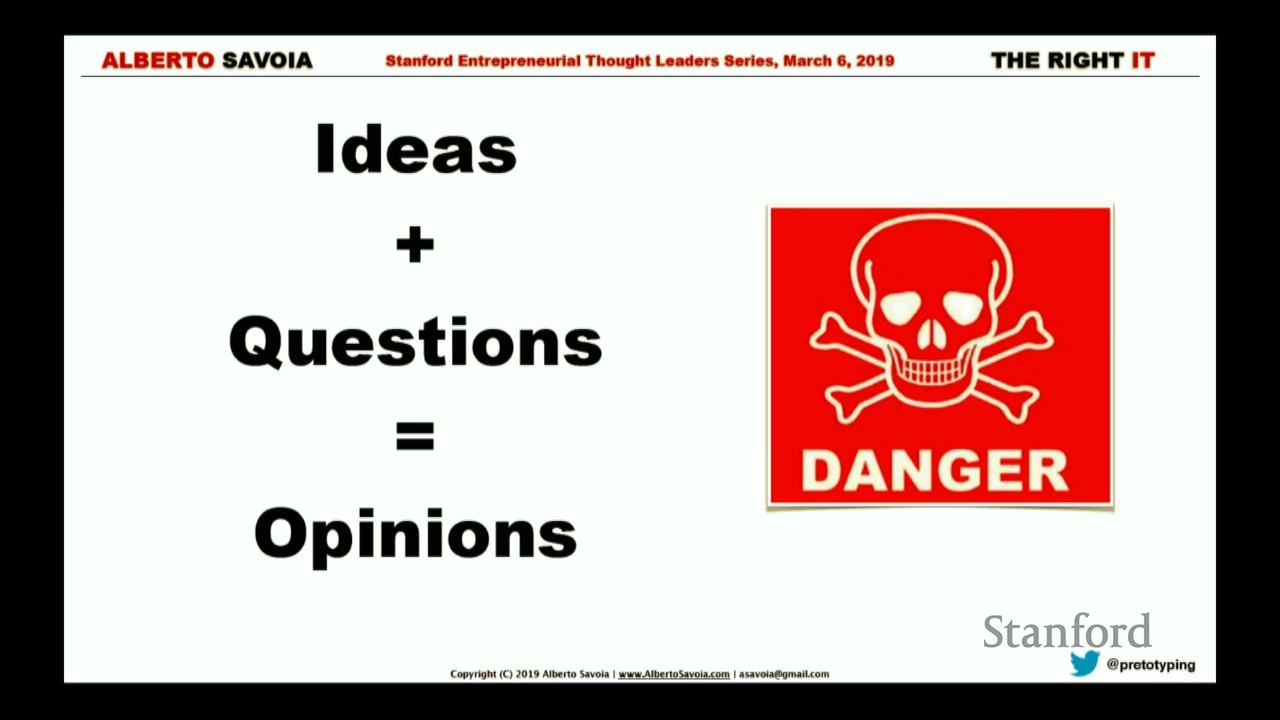 ALBERTO SAVOIA
Stanford Entrepreneurial Thought Leaders Series, March 6, 2019
THE RIGHT IT
Ideas
+
Questions
=
Opinions
DANGER
Stanford
@pretotyping
Copyright (C) 2019 Alberto Savoia | www.AlbertoSavoia.com | asavoia@gmail.com